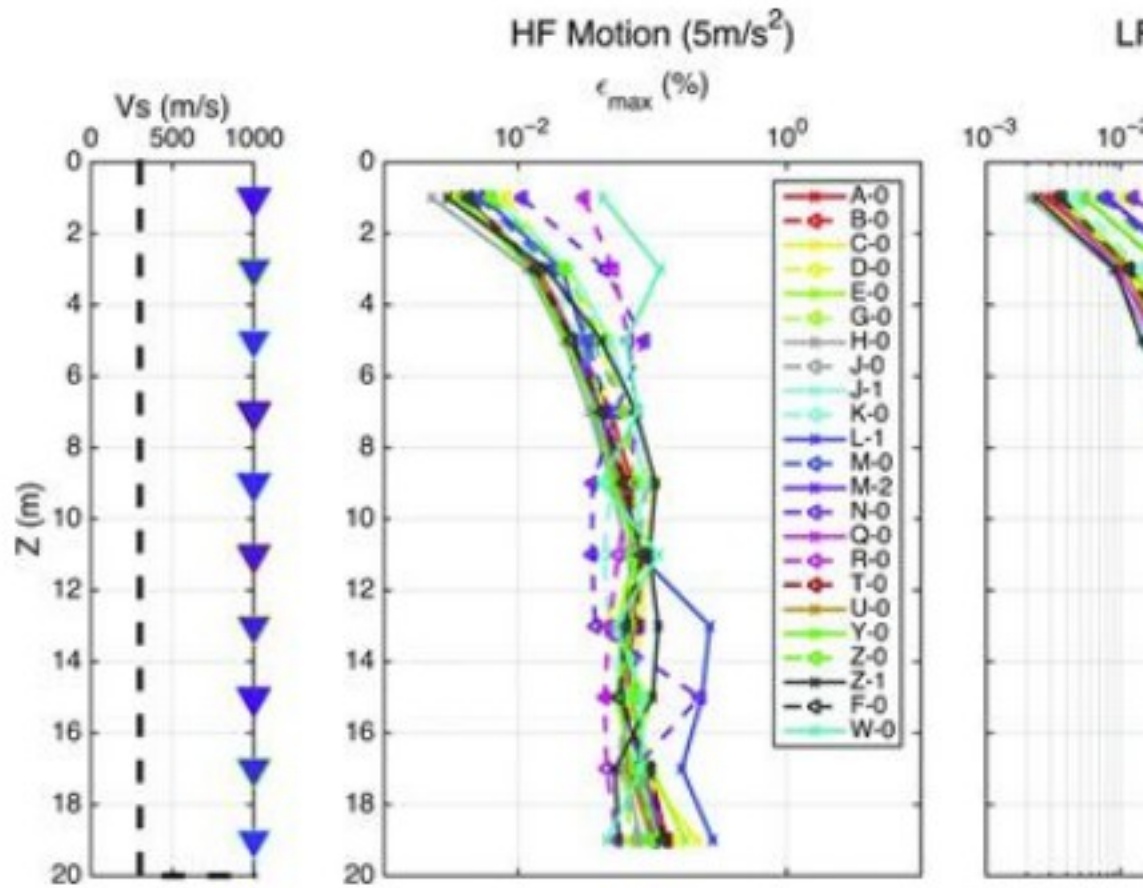 HF Motion (5m/s²)
LF
Vs (m/s)
ϵmax (%)
0 500 1000
10⁻² 10⁰
10⁻³
0
2
4
6
8
10
12
14
16
18
20
Z (m)
0
2
4
6
8
10
12
14
16
18
20
A-0
B-0
C-0
D-0
E-0
G-0
H-0
J-0
J-1
K-0
L-1
M-0
M-2
N-0
Q-0
R-0
T-0
U-0
Y-0
Z-0
Z-1
F-0
W-0